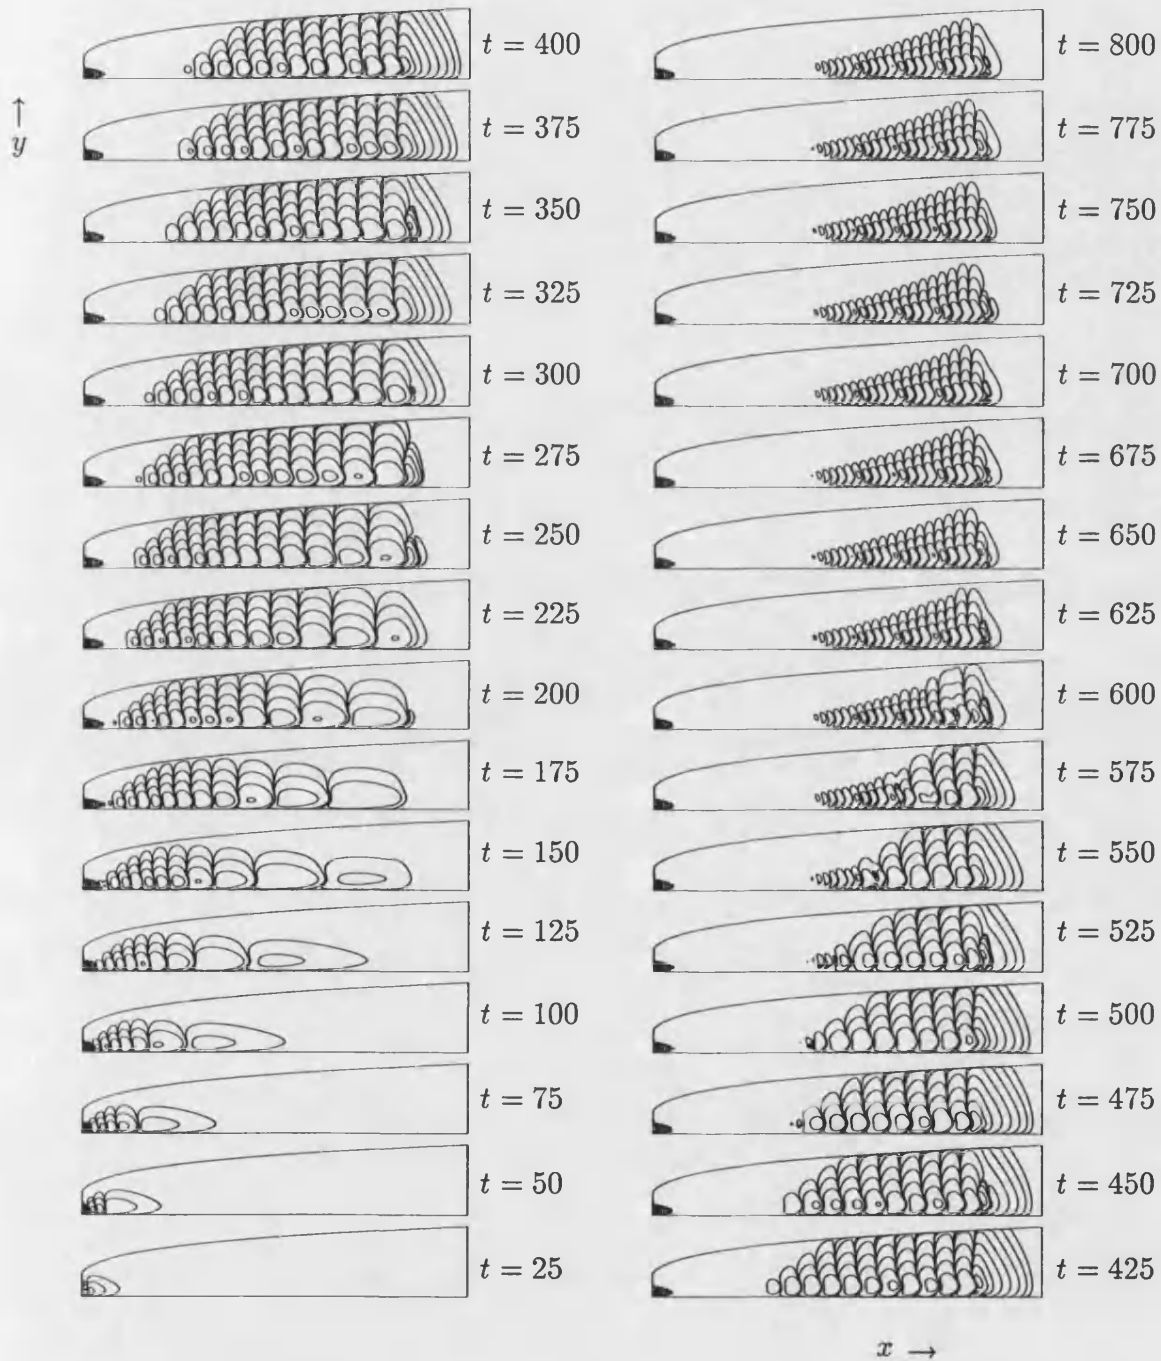 ↑
y
t = 400
t = 375
t = 350
t = 325
t = 300
t = 275
t = 250
t = 225
t = 200
t = 175
t = 150
t = 125
t = 100
t = 75
t = 50
t = 25
t = 800
t = 775
t = 750
t = 725
t = 700
t = 675
t = 650
t = 625
t = 600
t = 575
t = 550
t = 525
t = 500
t = 475
t = 450
t = 425
x →